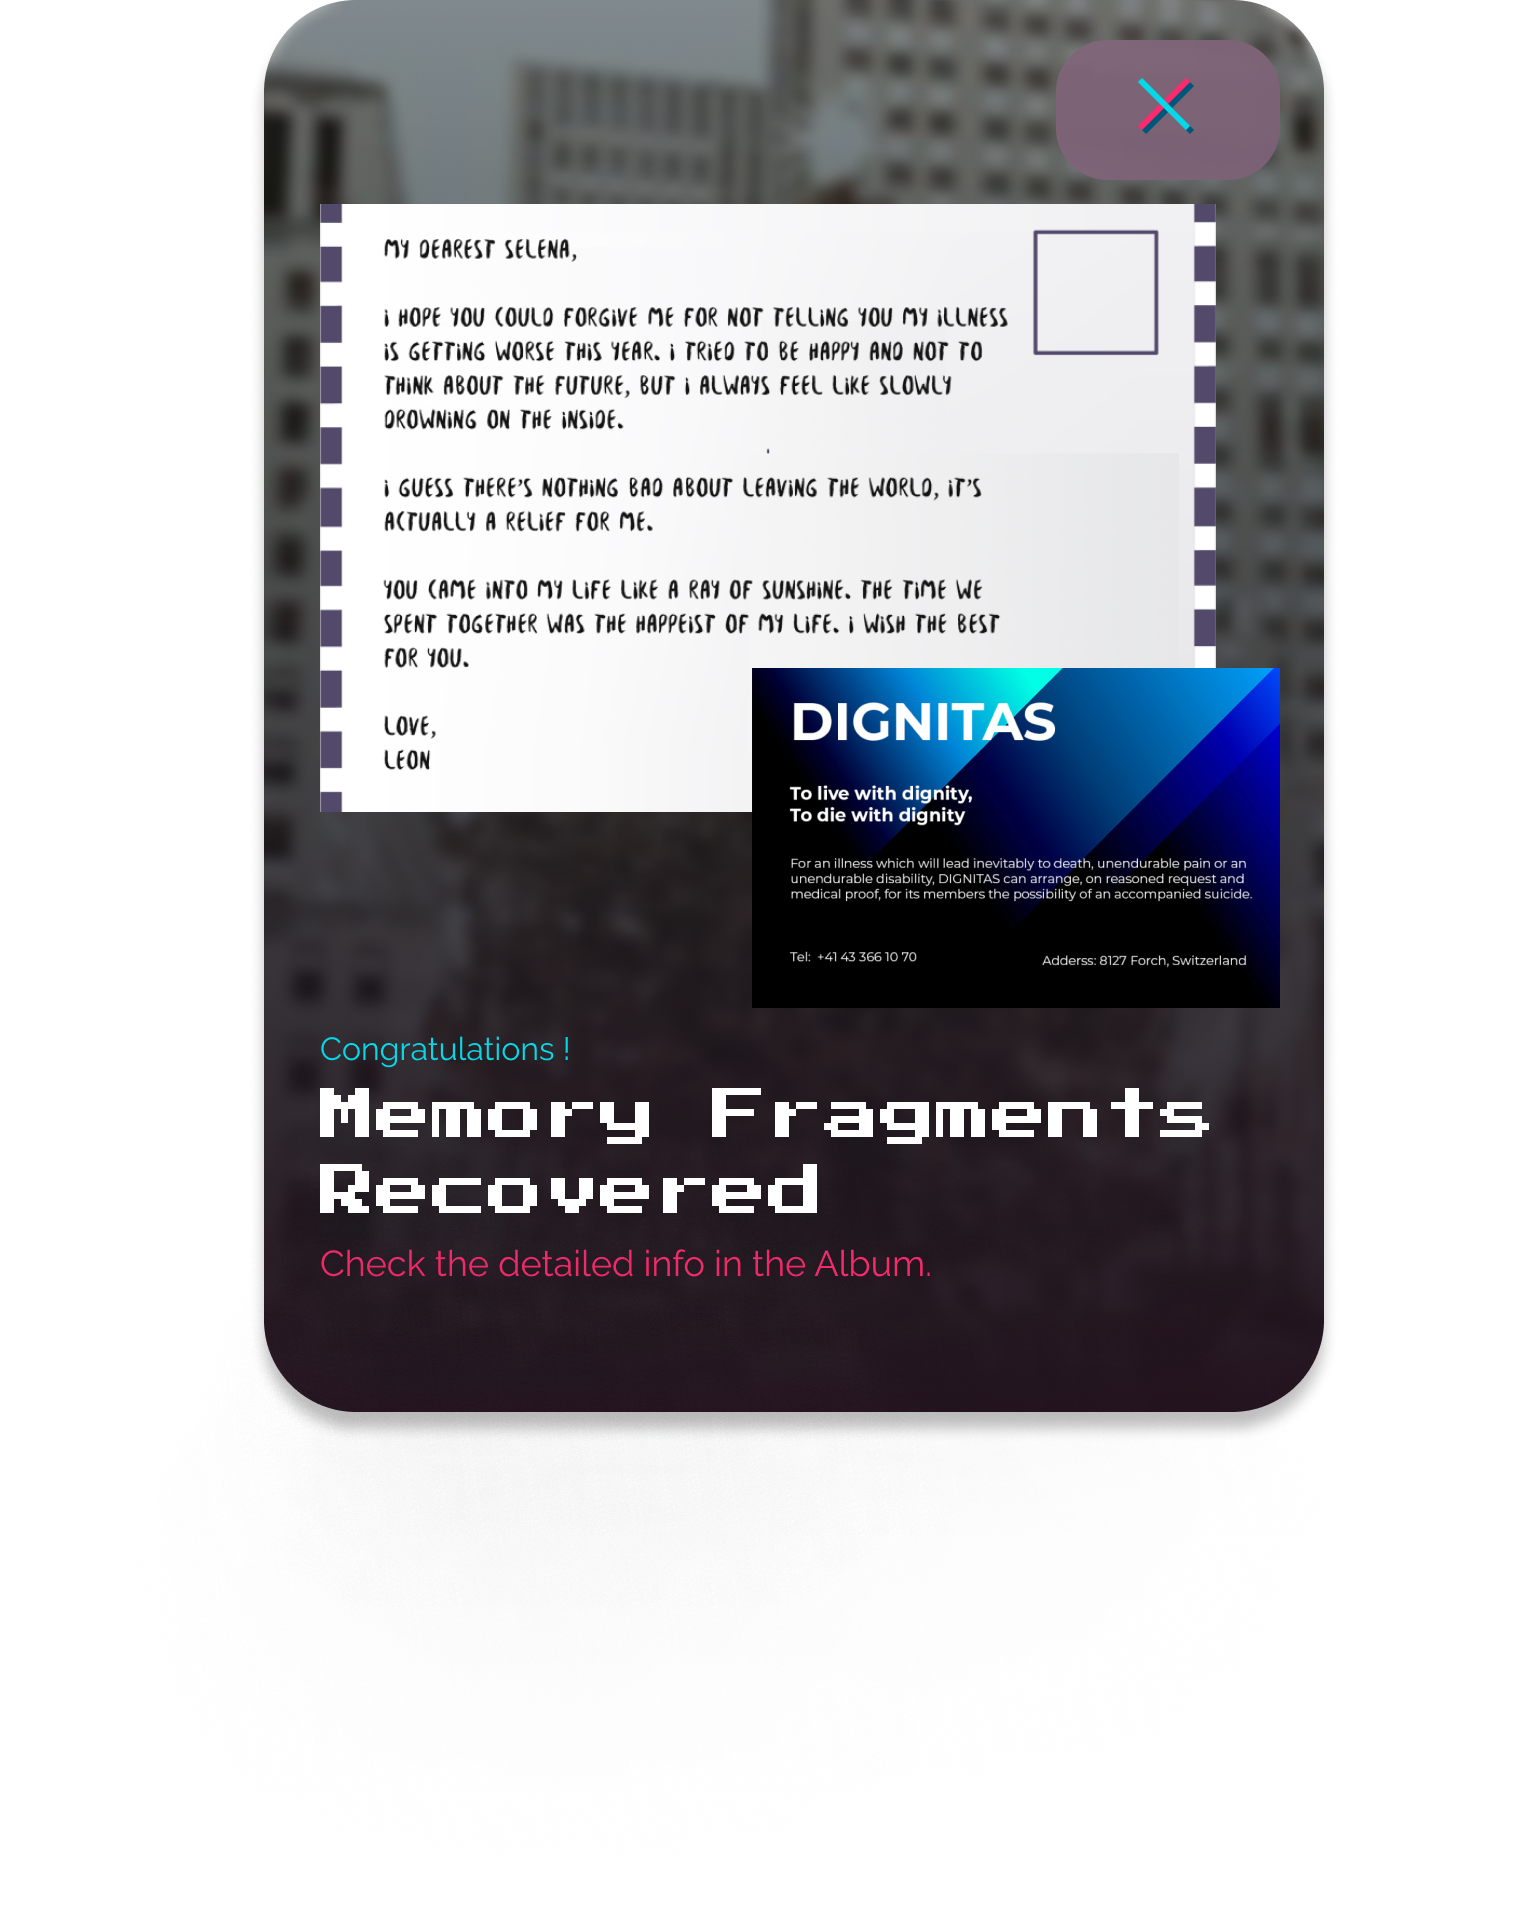 MY DEAREST SELENA,
I HOPE YOU COULD FORGIVE ME FOR NOT TELLING YOU MY ILLNESS
IS GETTING WORSE THIS YEAR. I TRIED TO BE HAPPY AND NOT TO
THINK ABOUT THE FUTURE, BUT I ALWAYS FEEL LIKE SLOWLY
DROWNING ON THE INSIDE.
I GUESS THERE'S NOTHING BAD ABOUT LEAVING THE WORLD, IT'S
ACTUALLY A RELIEF FOR ME.
YOU CAME INTO MY LIFE LIKE A RAY OF SUNSHINE. THE TIME WE
SPENT TOGETHER WAS THE HAPPEIST OF MY LIFE. I WISH THE BEST
FOR YOU.
LOVE,
LEON
DIGNITAS
To live with dignity,
To die with dignity
For an illness which will lead inevitably to death, unendurable pain or an
unendurable disability, DIGNITAS can arrange, on reasoned request and
medical proof, for its members the possibility of an accompanied suicide.
Tel: +41 43 366 10 70
Adderss: 8127 Forch, Switzerland
Congratulations !
Memory Fragments
Recovered
Check the detailed info in the Album.